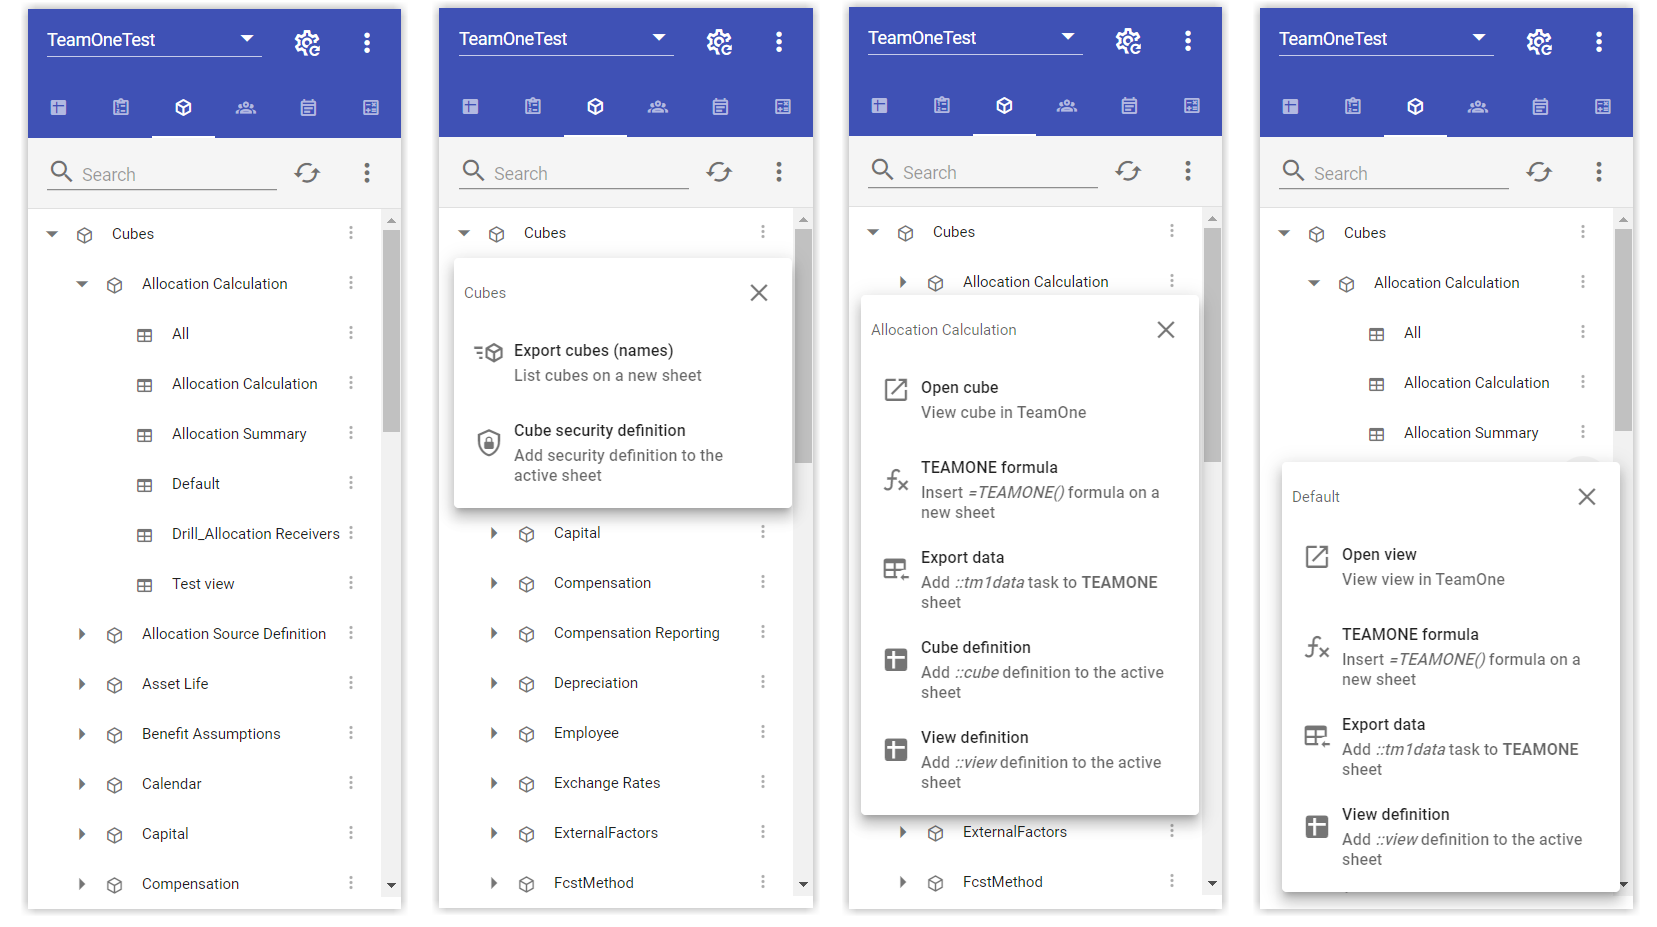 TeamOneTest
Search
Cubes
Allocation Calculation
All
Allocation Calculation
Allocation Summary
Default
Drill_Allocation Receivers
Test view
Allocation Source Definition
Asset Life
Benefit Assumptions
Calendar
Capital
Compensation
TeamOneTest
Search
Cubes
Cubes
Export cubes (names)
List cubes on a new sheet
Cube security definition
Add security definition to the
active sheet
Capital
Compensation
Compensation Reporting
Depreciation
Employee
Exchange Rates
ExternalFactors
FcstMethod
TeamOneTest
Search
Cubes
Allocation Calculation
Allocation Calculation
Open cube
View cube in TeamOne
TEAMONE formula
Insert =TEAMONE() formula on a
new sheet
Export data
Add ::tm1data task to TEAMONE
sheet
Cube definition
Add ::cube definition to the active
sheet
View definition
Add ::view definition to the active
sheet
ExternalFactors
FcstMethod
TeamOneTest
Search
Cubes
Allocation Calculation
All
Allocation Calculation
Allocation Summary
Default
Open view
View view in TeamOne
TEAMONE formula
Insert =TEAMONE() formula on a
new sheet
Export data
Add ::tm1data task to TEAMONE
sheet
View definition
Add ::view definition to the active
sheet